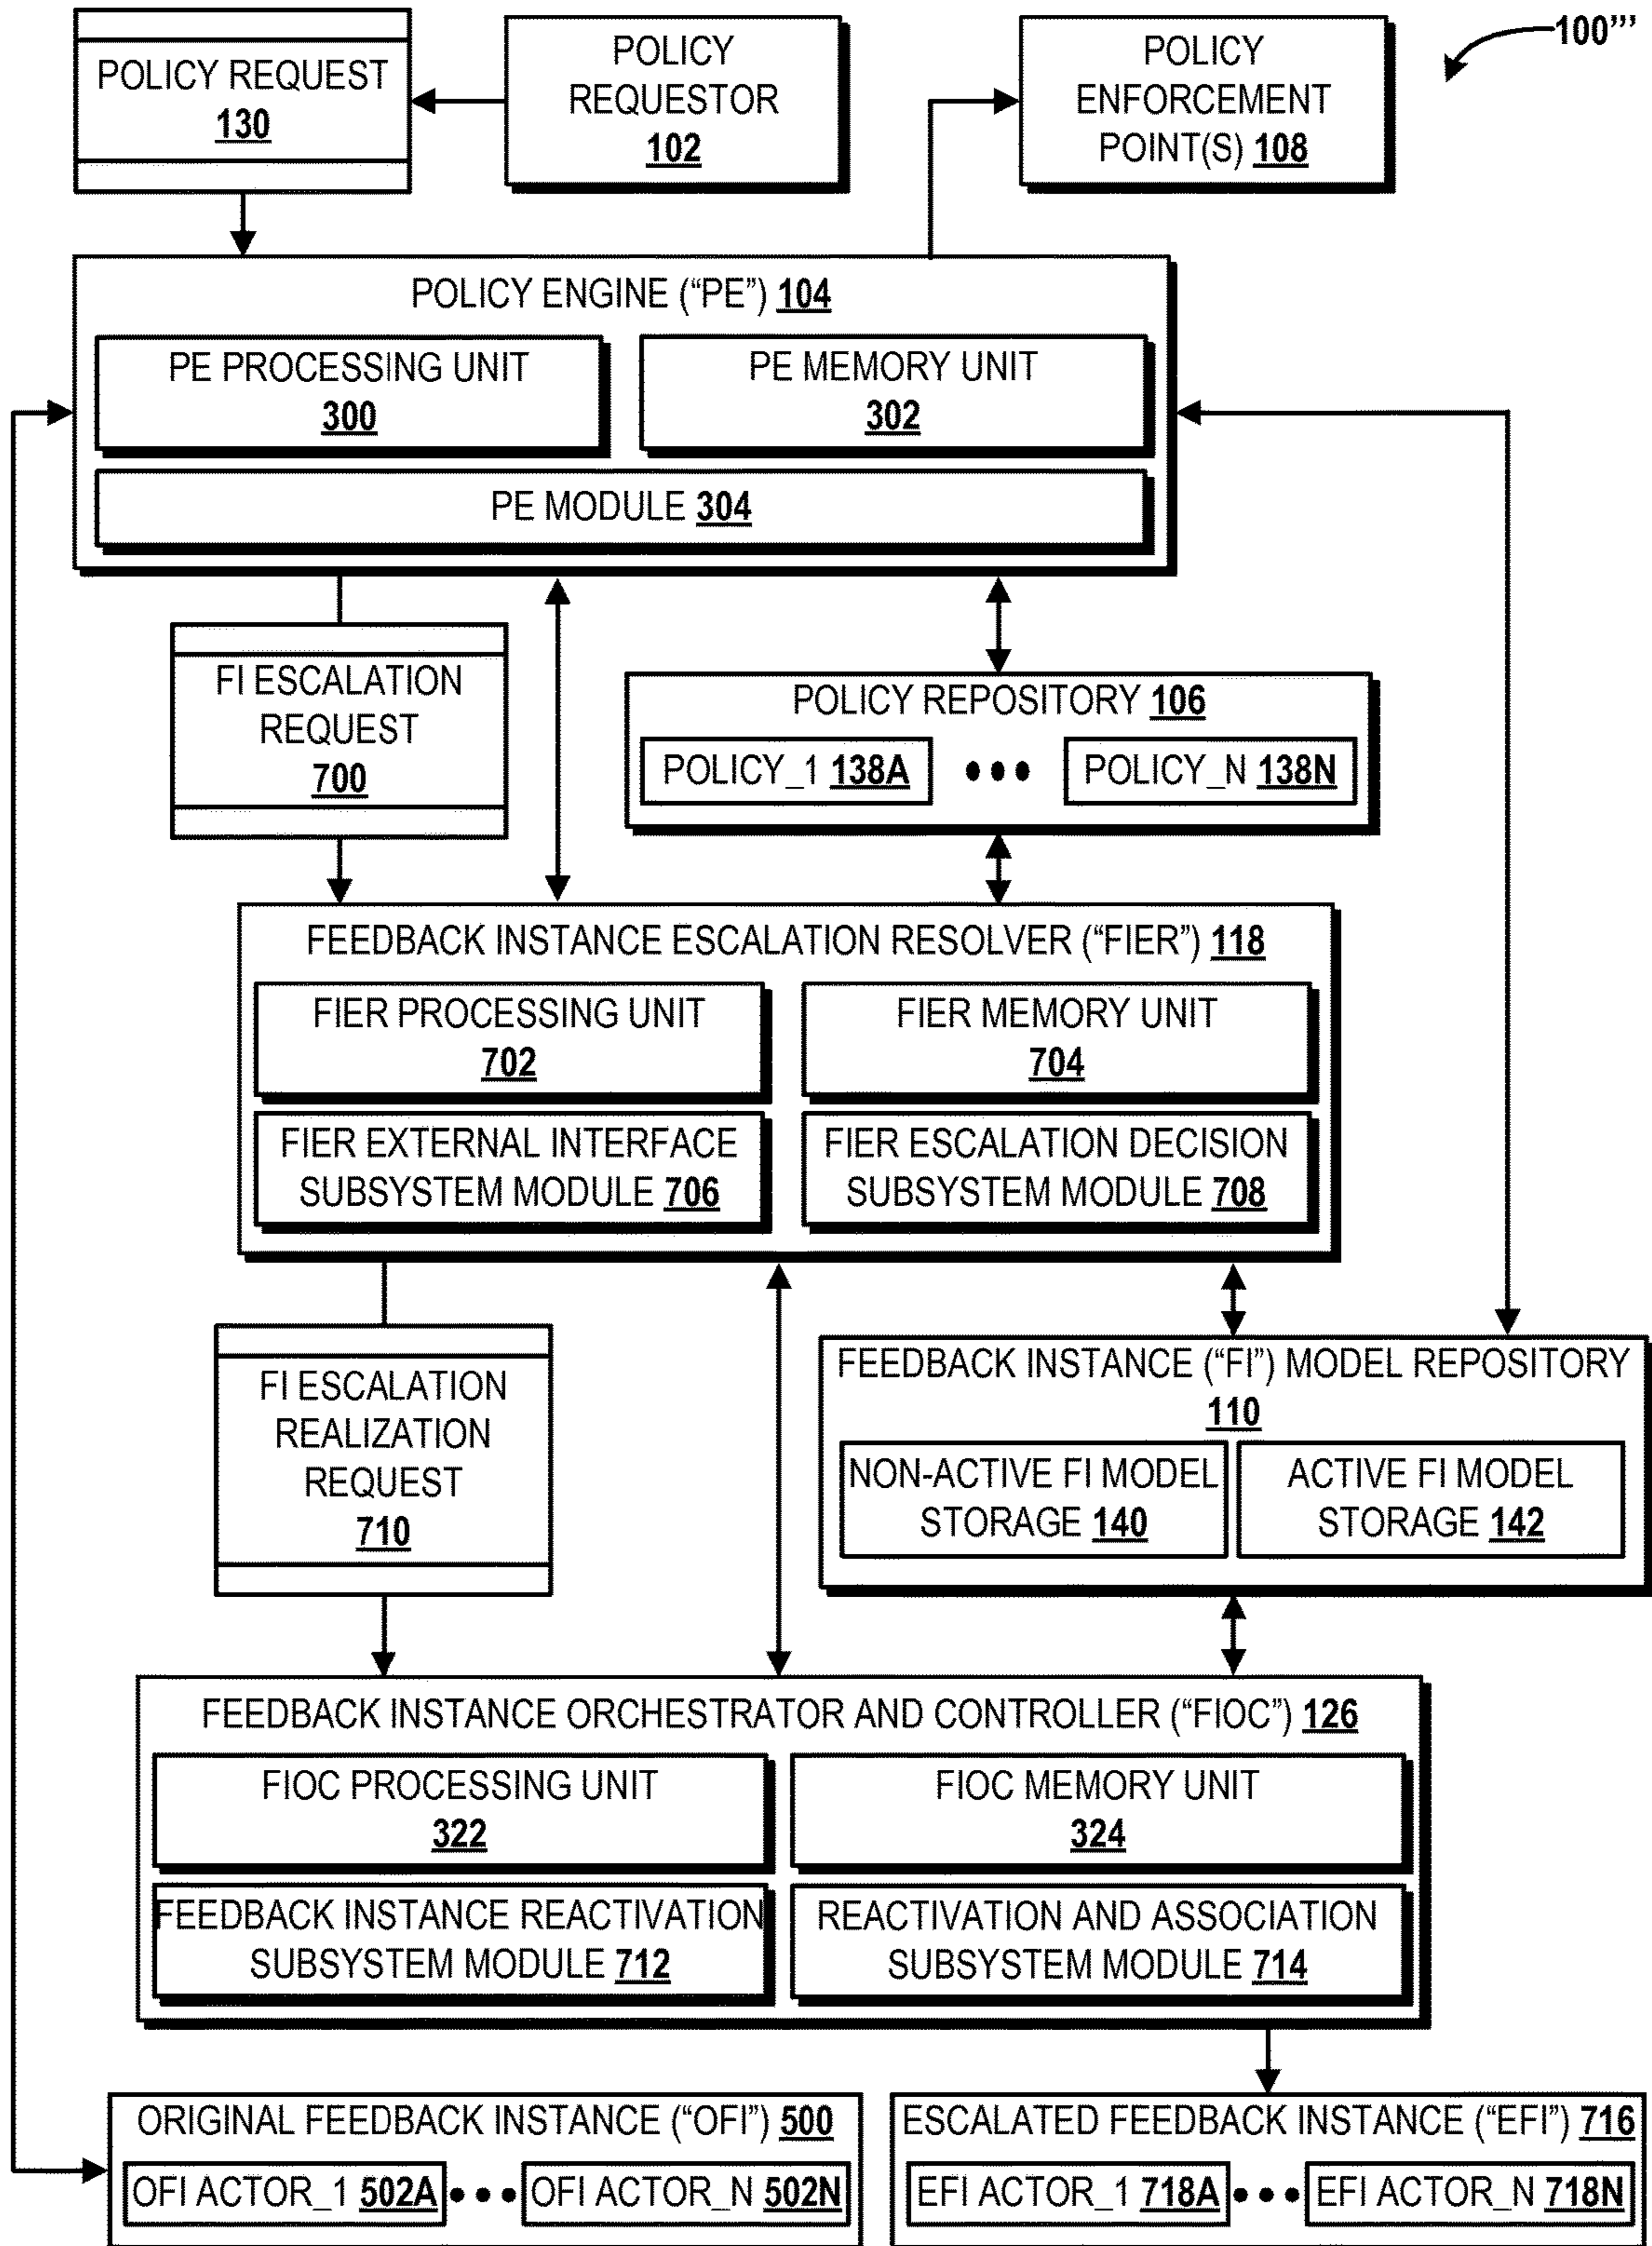 100'''
POLICY REQUEST
130
POLICY
REQUESTOR
102
POLICY
ENFORCEMENT
POINT(S) 108
POLICY ENGINE (“PE”) 104
PE PROCESSING UNIT
300
PE MEMORY UNIT
302
PE MODULE 304
FI ESCALATION
REQUEST
700
POLICY REPOSITORY 106
POLICY_1 138A
POLICY_N 138N
FEEDBACK INSTANCE ESCALATION RESOLVER (“FIER”) 118
FIER PROCESSING UNIT
702
FIER MEMORY UNIT
704
FIER EXTERNAL INTERFACE
SUBSYSTEM MODULE 706
FIER ESCALATION DECISION
SUBSYSTEM MODULE 708
FI ESCALATION
REALIZATION
REQUEST
710
FEEDBACK INSTANCE (“FI”) MODEL REPOSITORY
110
NON-ACTIVE FI MODEL
STORAGE 140
ACTIVE FI MODEL
STORAGE 142
FEEDBACK INSTANCE ORCHESTRATOR AND CONTROLLER (“FIOC”) 126
FIOC PROCESSING UNIT
322
FIOC MEMORY UNIT
324
FEEDBACK INSTANCE REACTIVATION
SUBSYSTEM MODULE 712
REACTIVATION AND ASSOCIATION
SUBSYSTEM MODULE 714
ORIGINAL FEEDBACK INSTANCE (“OFI”) 500
OFI ACTOR_1 502A
OFI ACTOR_N 502N
ESCALATED FEEDBACK INSTANCE (“EFI”) 716
EFI ACTOR_1 718A
EFI ACTOR_N 718N